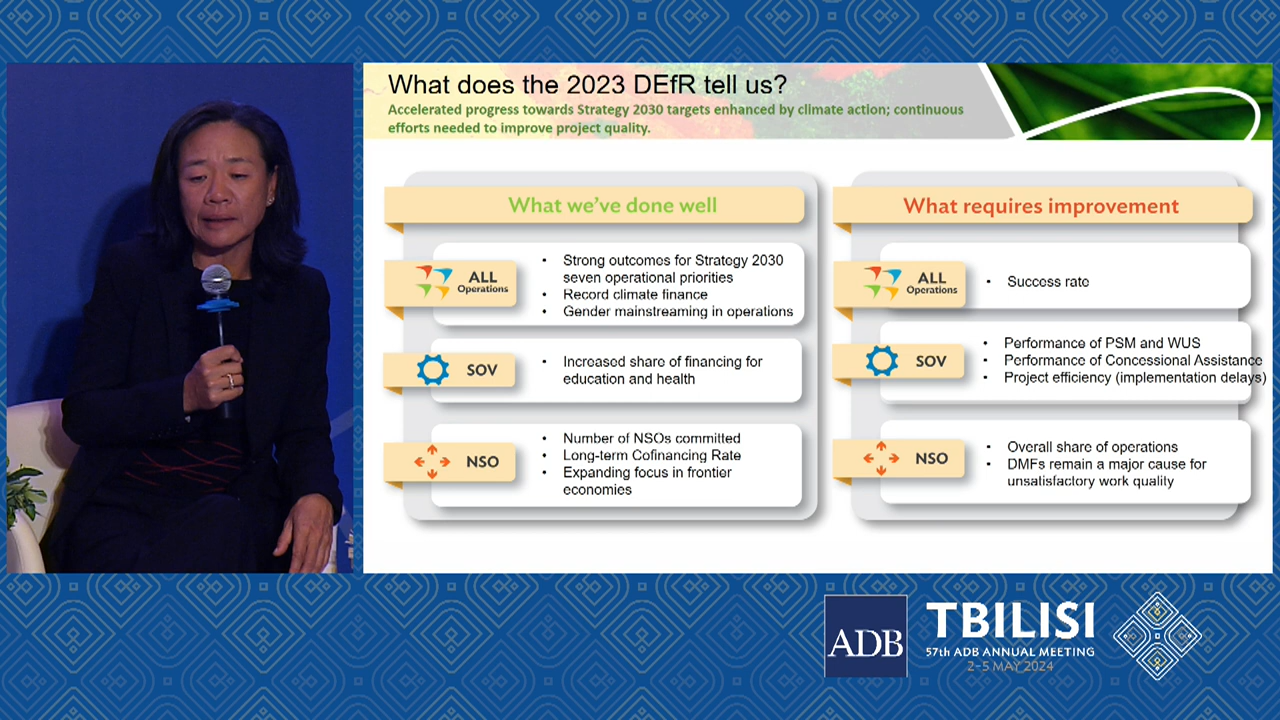 What does the 2023 DEfR tell us?
Accelerated progress towards Strategy 2030 targets enhanced by climate action; continuous
efforts needed to improve project quality.
What we've done well
ALL
Operations
• Strong outcomes for Strategy 2030
seven operational priorities
• Record climate finance
• Gender mainstreaming in operations
SOV
• Increased share of financing for
education and health
NSO
• Number of NSOs committed
• Long-term Cofinancing Rate
• Expanding focus in frontier
economies
What requires improvement
ALL
Operations
• Success rate
SOV
• Performance of PSM and WUS
• Performance of Concessional Assistance
• Project efficiency (implementation delays)
NSO
• Overall share of operations
• DMFs remain a major cause for
unsatisfactory work quality
ADB
TBILISI
57th ADB ANNUAL MEETING
2–5 MAY 2024